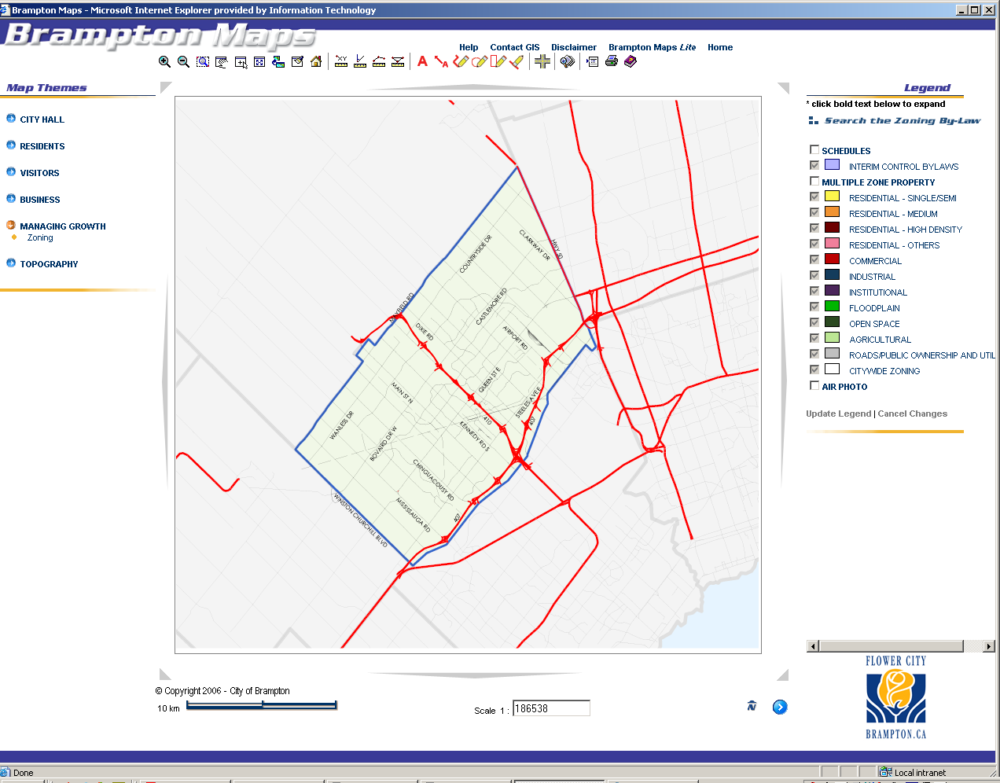 Brampton Maps - Microsoft Internet Explorer provided by Information Technology
Brampton Maps
Help Contact GIS Disclaimer Brampton Maps Lite Home
Map Themes
CITY HALL
RESIDENTS
VISITORS
BUSINESS
MANAGING GROWTH
Zoning
TOPOGRAPHY
COUNTRYSIDE DR
CLARKWAY DR
HWY 50
MAYFIELD RD
CASTLEMORE RD
DIXIE RD
AIRPORT RD
QUEEN ST E
MAIN ST N
STEELES AVE E
WANLESS DR
410
407
BOVAIRD DR W
KENNEDY RD S
CHINGUACOUSY RD
MISSISSAUGA RD
407
WINSTON CHURCHILL BLVD
Legend
* click bold text below to expand
Search the Zoning By-Law
SCHEDULES
INTERIM CONTROL BYLAWS
MULTIPLE ZONE PROPERTY
RESIDENTIAL - SINGLE/SEMI
RESIDENTIAL - MEDIUM
RESIDENTIAL - HIGH DENSITY
RESIDENTIAL - OTHERS
COMMERCIAL
INDUSTRIAL
INSTITUTIONAL
FLOODPLAIN
OPEN SPACE
AGRICULTURAL
ROADS/PUBLIC OWNERSHIP AND UTIL
CITYWIDE ZONING
AIR PHOTO
Update Legend | Cancel Changes
FLOWER CITY
BRAMPTON.CA
© Copyright 2006 - City of Brampton
10 km
Scale 1 : 186538
N
Done
Local intranet